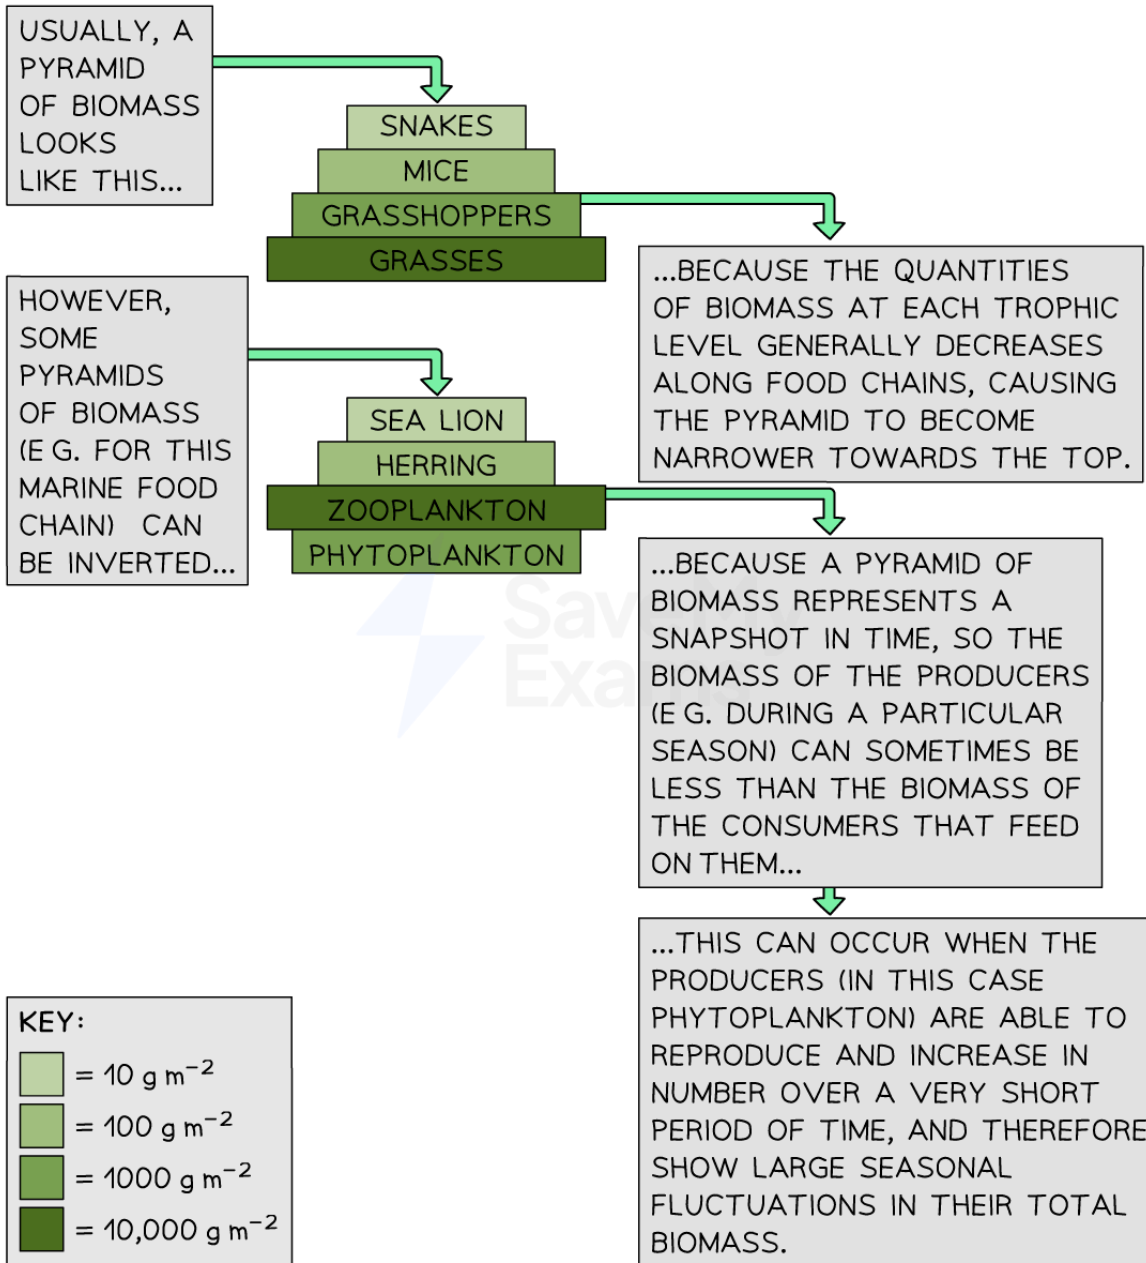 USUALLY, A
PYRAMID
OF BIOMASS
LOOKS
LIKE THIS...
SNAKES
MICE
GRASSHOPPERS
GRASSES
...BECAUSE THE QUANTITIES
OF BIOMASS AT EACH TROPHIC
LEVEL GENERALLY DECREASES
ALONG FOOD CHAINS, CAUSING
THE PYRAMID TO BECOME
NARROWER TOWARDS THE TOP.
HOWEVER,
SOME
PYRAMIDS
OF BIOMASS
(E G. FOR THIS
MARINE FOOD
CHAIN) CAN
BE INVERTED...
SEA LION
HERRING
ZOOPLANKTON
PHYTOPLANKTON
...BECAUSE A PYRAMID OF
BIOMASS REPRESENTS A
SNAPSHOT IN TIME, SO THE
BIOMASS OF THE PRODUCERS
(E G. DURING A PARTICULAR
SEASON) CAN SOMETIMES BE
LESS THAN THE BIOMASS OF
THE CONSUMERS THAT FEED
ON THEM...
...THIS CAN OCCUR WHEN THE
PRODUCERS (IN THIS CASE
PHYTOPLANKTON) ARE ABLE TO
REPRODUCE AND INCREASE IN
NUMBER OVER A VERY SHORT
PERIOD OF TIME, AND THEREFORE
SHOW LARGE SEASONAL
FLUCTUATIONS IN THEIR TOTAL
BIOMASS.
KEY:
= 10 g m⁻²
= 100 g m⁻²
= 1000 g m⁻²
= 10,000 g m⁻²
Save My
Exams